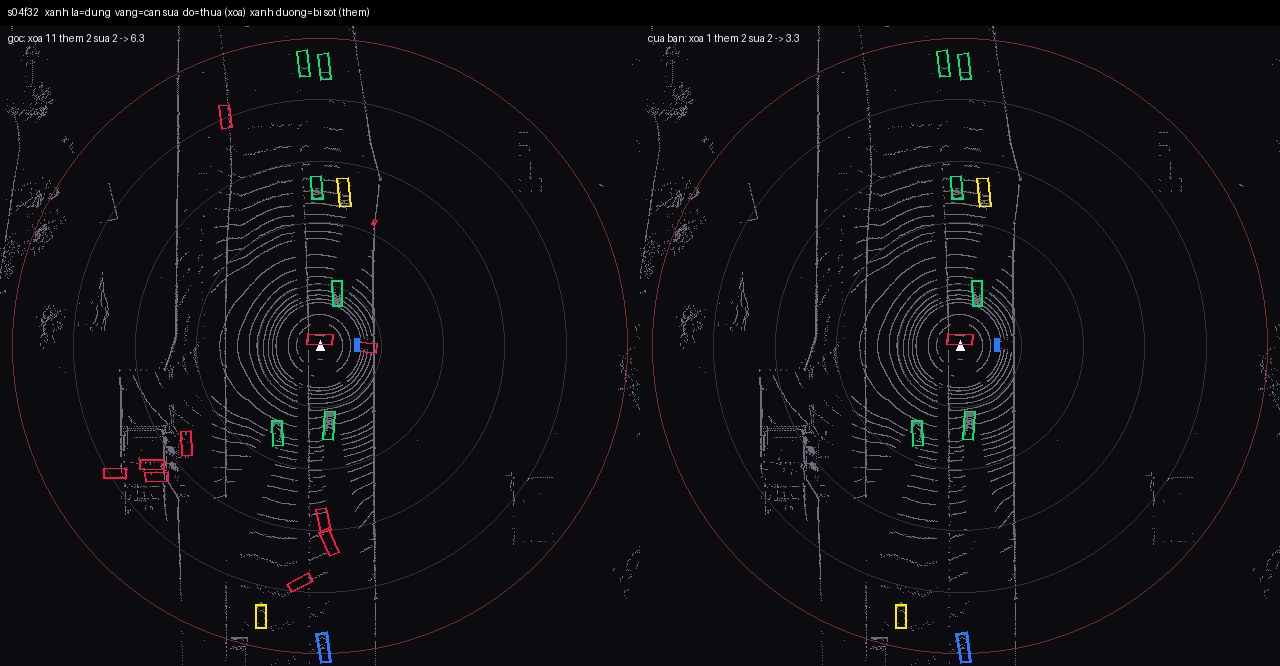 s04f32 xanh la=dung vang=can sua do=thua (xoa) xanh duong=bi sot (them)
goc: xoa 11 them 2 sua 2 -> 6.3
cua ban: xoa 1 them 2 sua 2 -> 3.3